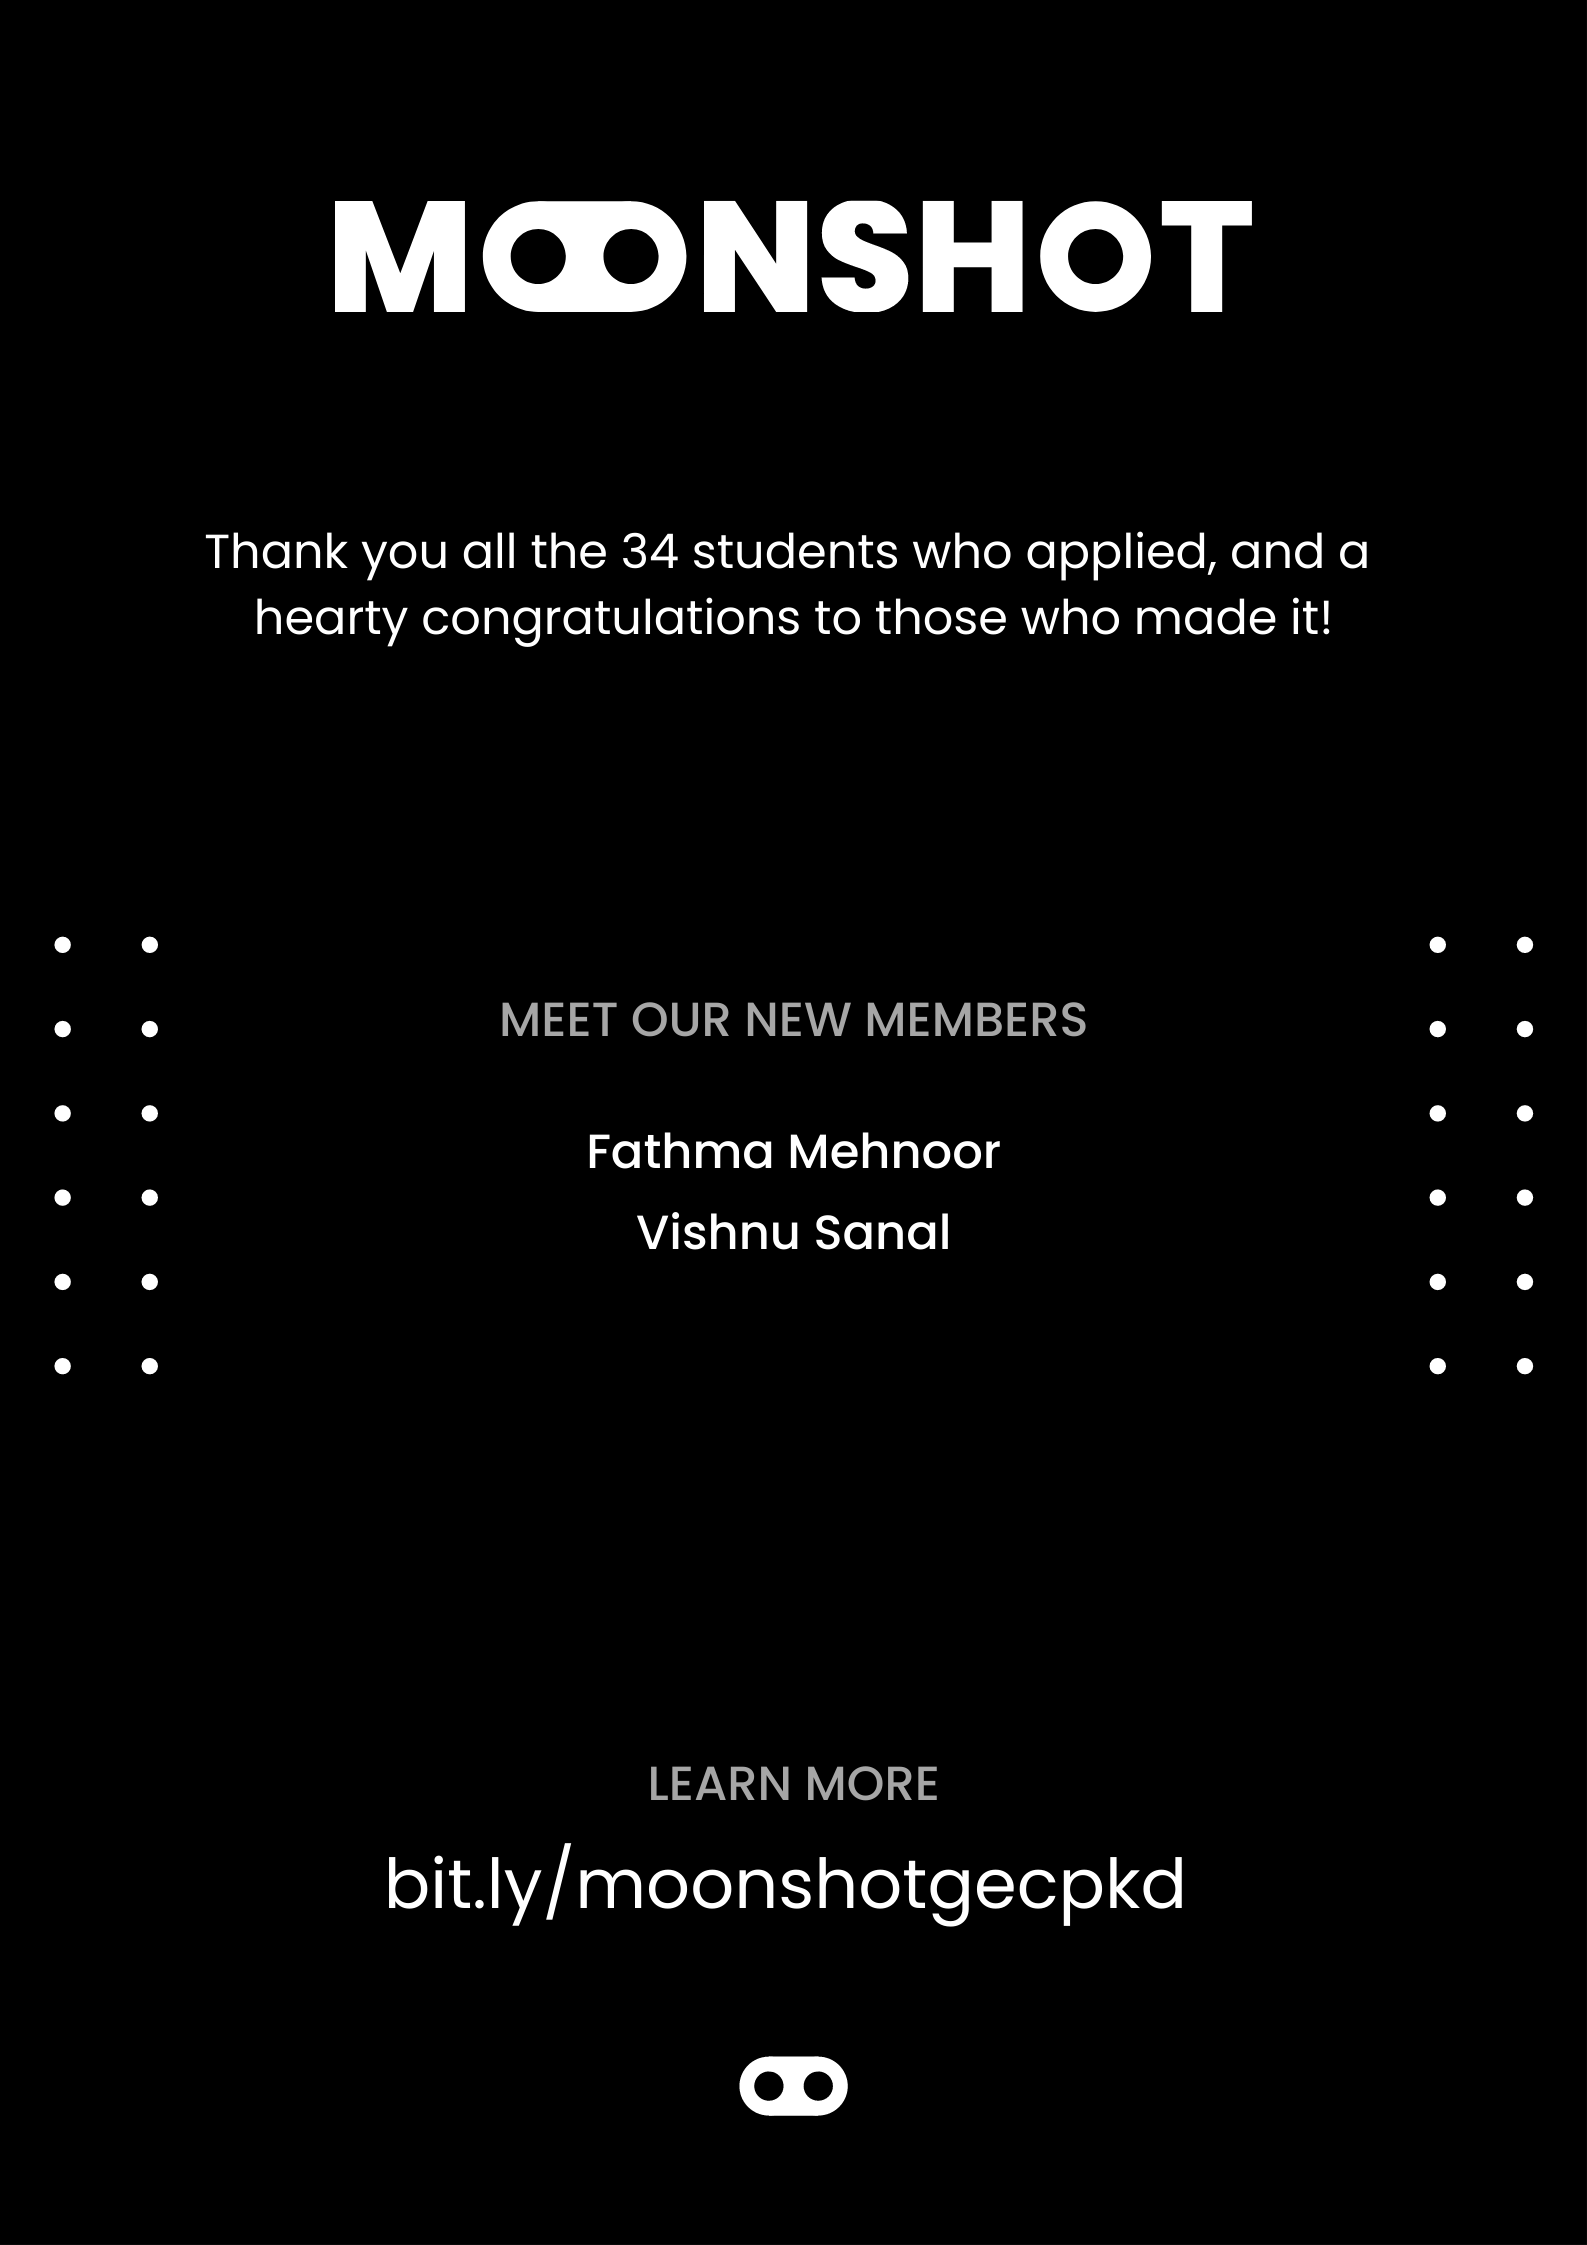 MOONSHOT
Thank you all the 34 students who applied, and a
hearty congratulations to those who made it!
MEET OUR NEW MEMBERS
Fathma Mehnoor
Vishnu Sanal
LEARN MORE
bit.ly/moonshotgecpkd